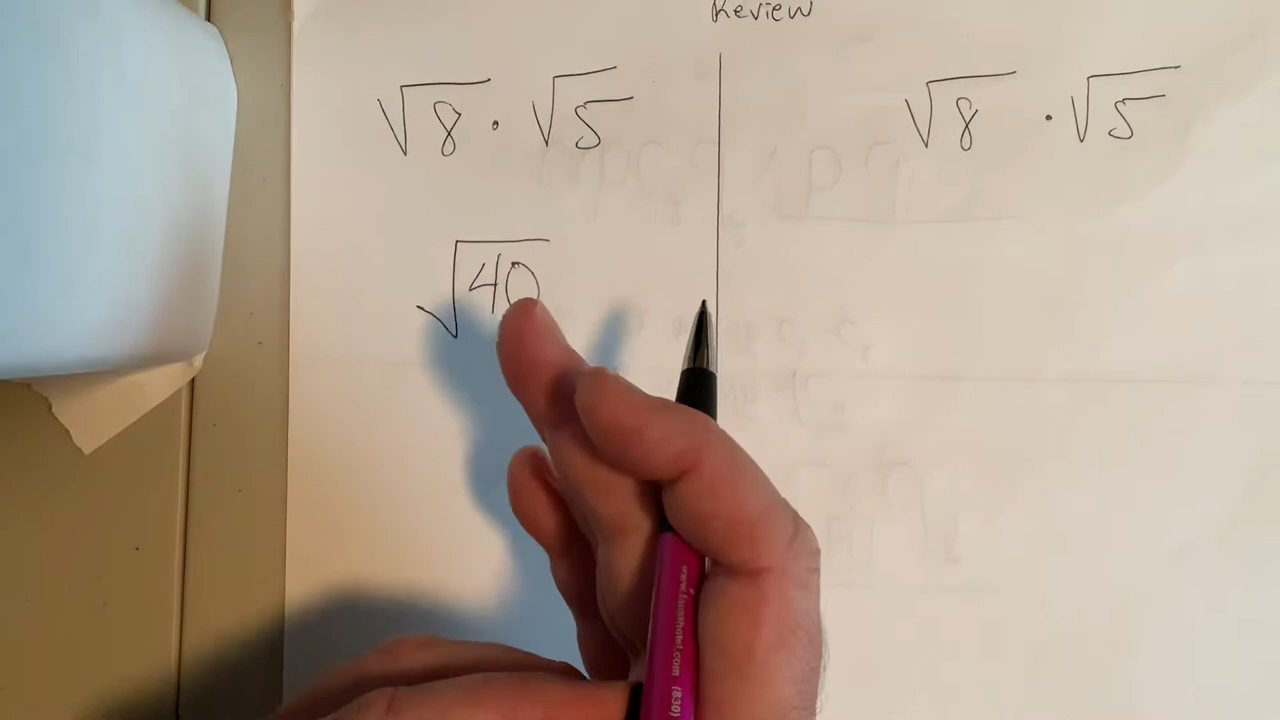 Review
√8 · √5
√8 · √5
√40